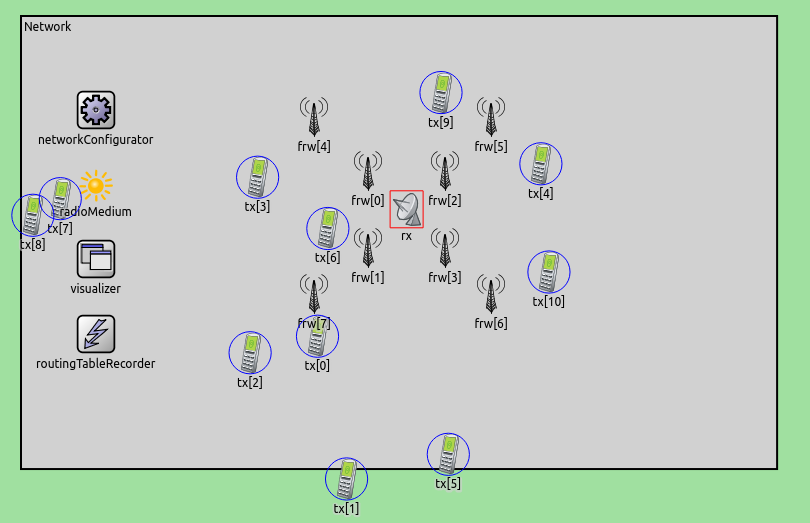 Network
networkConfigurator
radioMedium
visualizer
routingTableRecorder
frw[4]
frw[5]
frw[0]
frw[2]
frw[1]
frw[3]
frw[7]
frw[6]
rx
tx[9]
tx[4]
tx[3]
tx[6]
tx[7]
tx[8]
tx[10]
tx[0]
tx[2]
tx[5]
tx[1]